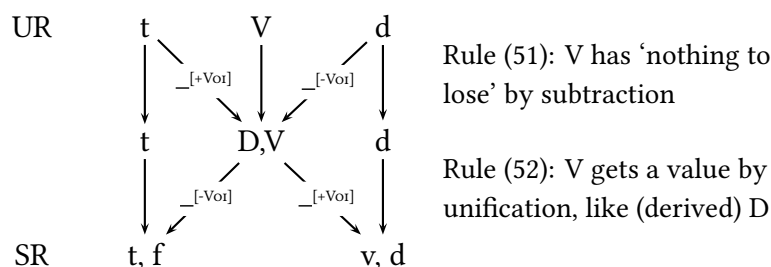 UR t V d
_[+Voi] _[-Voi]
Rule (51): V has ‘nothing to
lose’ by subtraction
t D,V d
_[-Voi] _[+Voi]
Rule (52): V gets a value by
unification, like (derived) D
SR t, f v, d